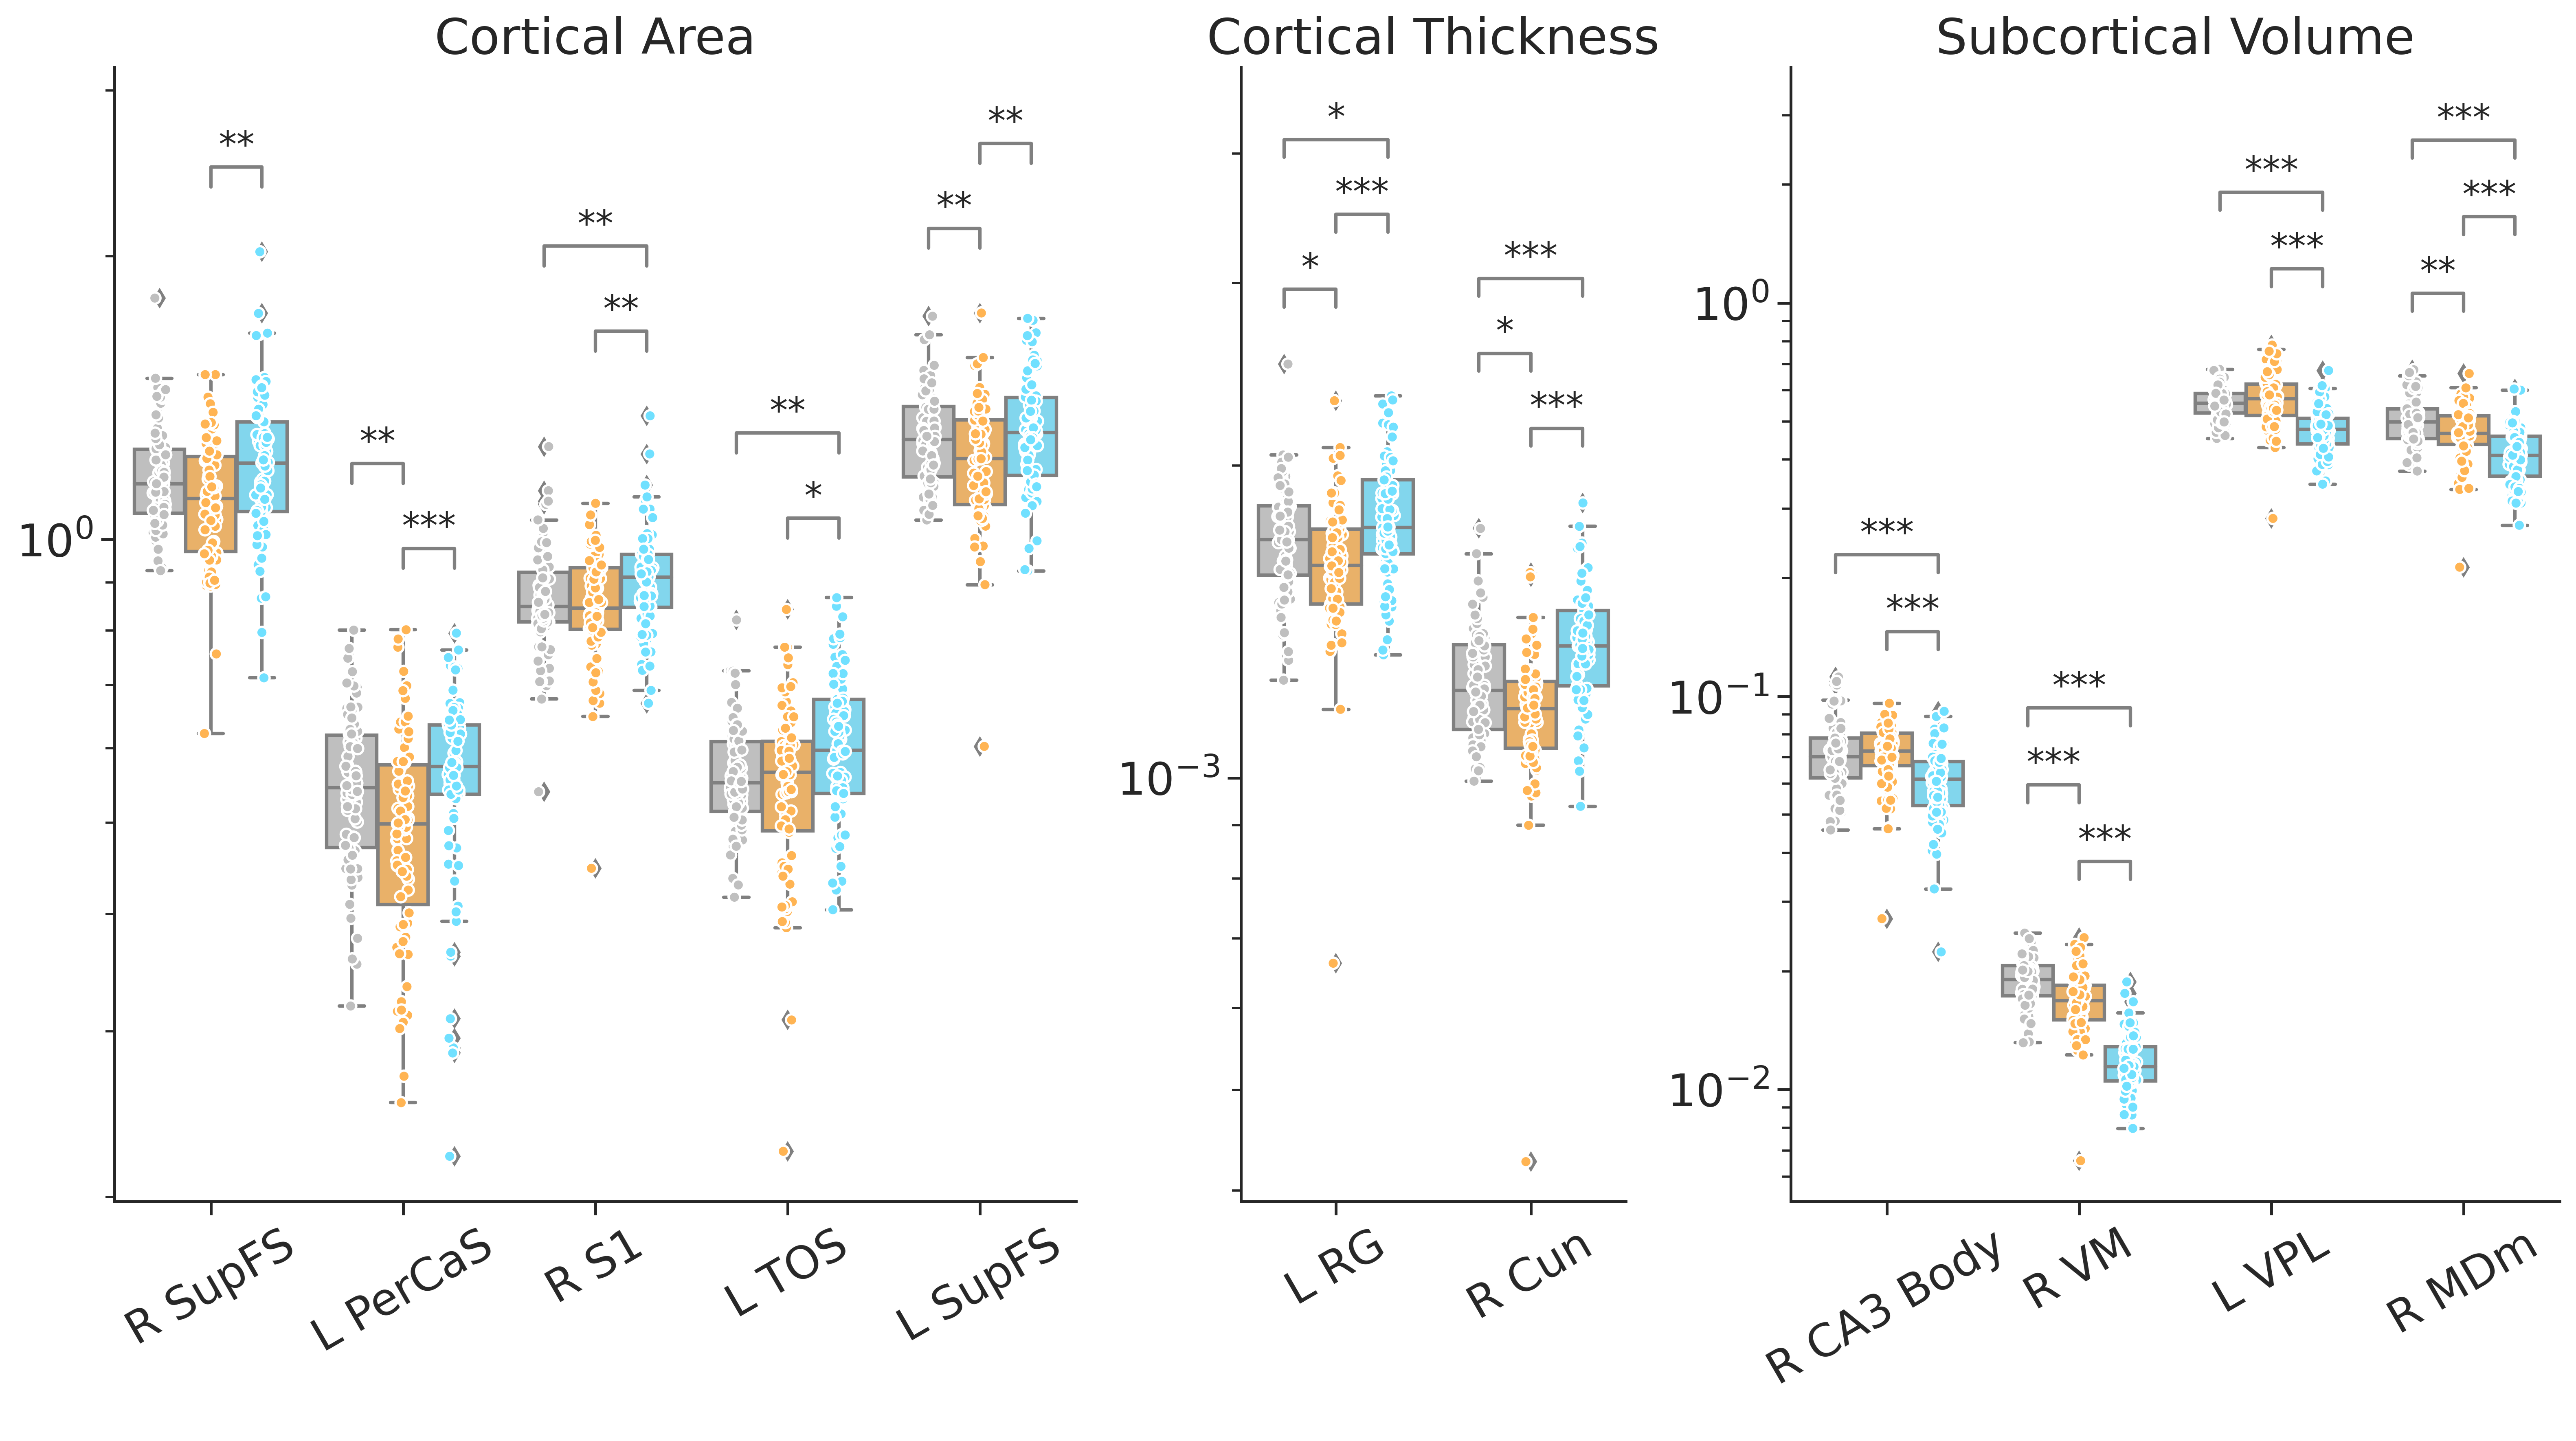 Cortical Area
Cortical Thickness
Subcortical Volume
**
**
***
**
**
**
*
**
**
*
***
*
***
*
***
***
***
***
***
***
***
***
***
***
**
10⁰
10⁻³
10⁰
10⁻¹
10⁻²
R SupFS
L PerCaS
R S1
L TOS
L SupFS
L RG
R Cun
R CA3 Body
R VM
L VPL
R MDm